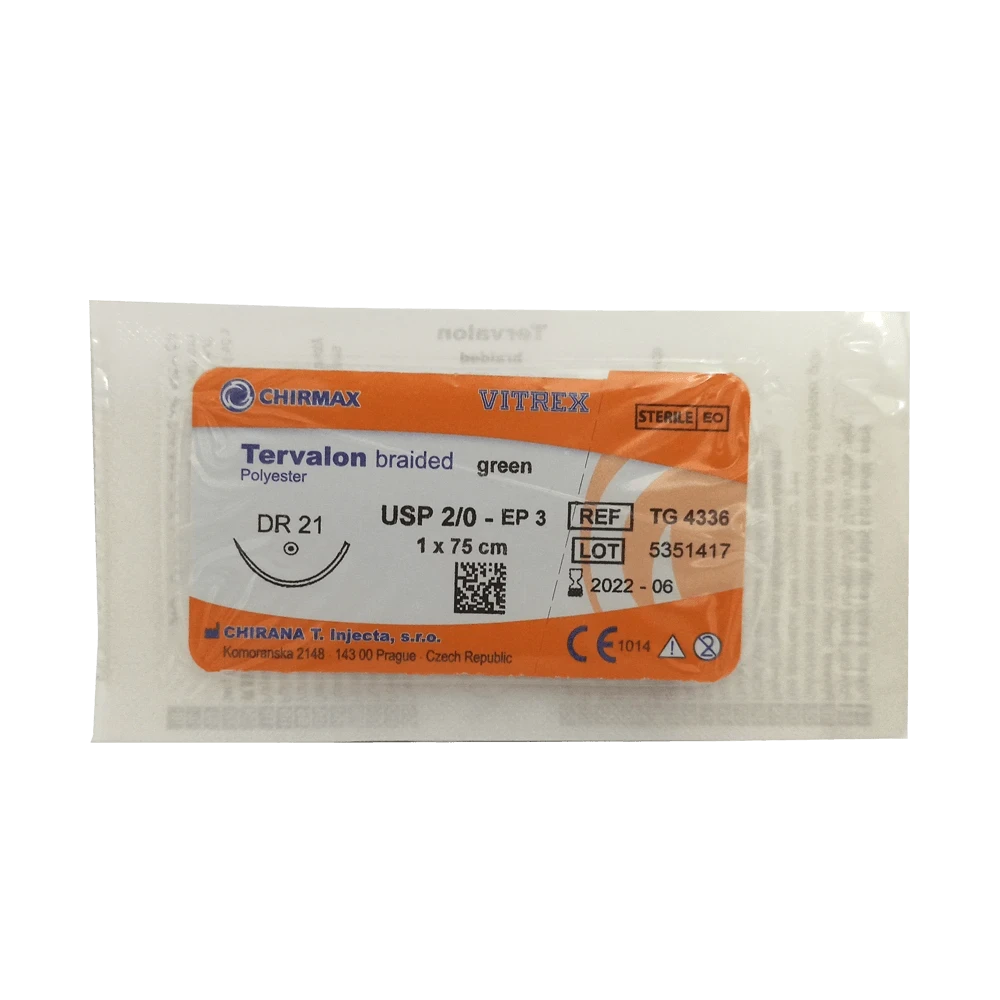 Tervalon
braided
CHIRMAX
VITREX
STERILE EO
Tervalon braided green
Polyester
DR 21
USP 2/0 - EP 3
1 x 75 cm
REF TG 4336
LOT 5351417
2022 - 06
CHIRANA T. Injecta, s.r.o.
Komoranska 2148 143 00 Prague Czech Republic
CE 1014